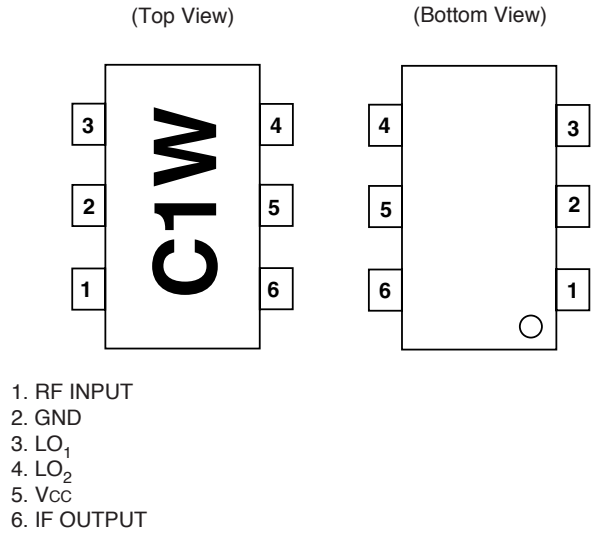 (Top View) (Bottom View)
3 4 4 3
C1W
2 5 5 2
1 6 6 1
1. RF INPUT
2. GND
3. LO1
4. LO2
5. VCC
6. IF OUTPUT